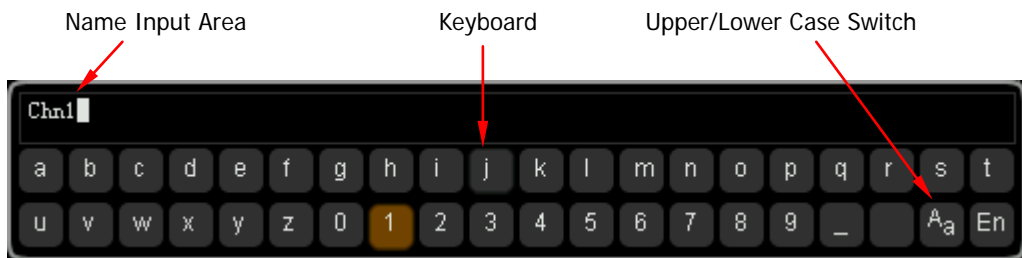 Name Input Area Keyboard Upper/Lower Case Switch
Chn1
a b c d e f g h i j k l m n o p q r s t
u v w x y z 0 1 2 3 4 5 6 7 8 9 _ Aa En